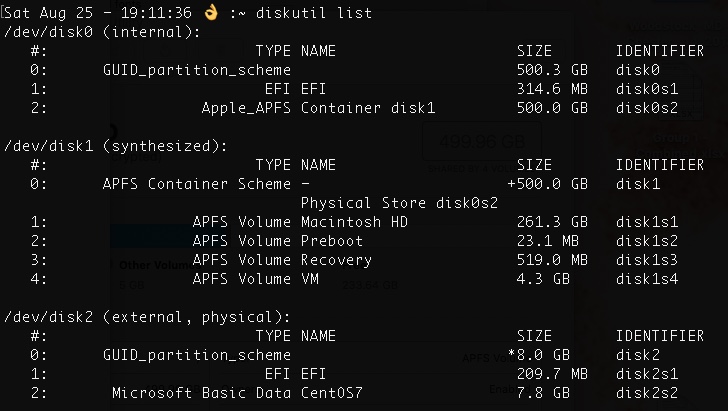 [Sat Aug 25 - 19:11:36 👌 :~ diskutil list
/dev/disk0 (internal):
#: TYPE NAME SIZE IDENTIFIER
0: GUID_partition_scheme 500.3 GB disk0
1: EFI EFI 314.6 MB disk0s1
2: Apple_APFS Container disk1 500.0 GB disk0s2
/dev/disk1 (synthesized):
#: TYPE NAME SIZE IDENTIFIER
0: APFS Container Scheme - +500.0 GB disk1
Physical Store disk0s2
1: APFS Volume Macintosh HD 261.3 GB disk1s1
2: APFS Volume Preboot 23.1 MB disk1s2
3: APFS Volume Recovery 519.0 MB disk1s3
4: APFS Volume VM 4.3 GB disk1s4
/dev/disk2 (external, physical):
#: TYPE NAME SIZE IDENTIFIER
0: GUID_partition_scheme *8.0 GB disk2
1: EFI EFI 209.7 MB disk2s1
2: Microsoft Basic Data CentOS7 7.8 GB disk2s2
499.96 GB
Other Volum